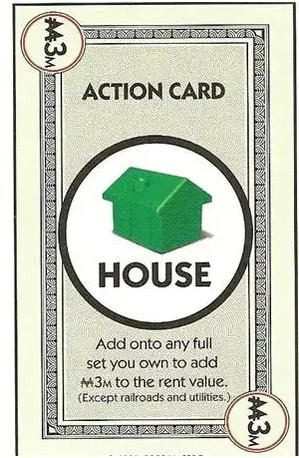 ₩3M
ACTION CARD
HOUSE
Add onto any full
set you own to add
₩3M to the rent value.
(Except railroads and utilities.)
₩3M